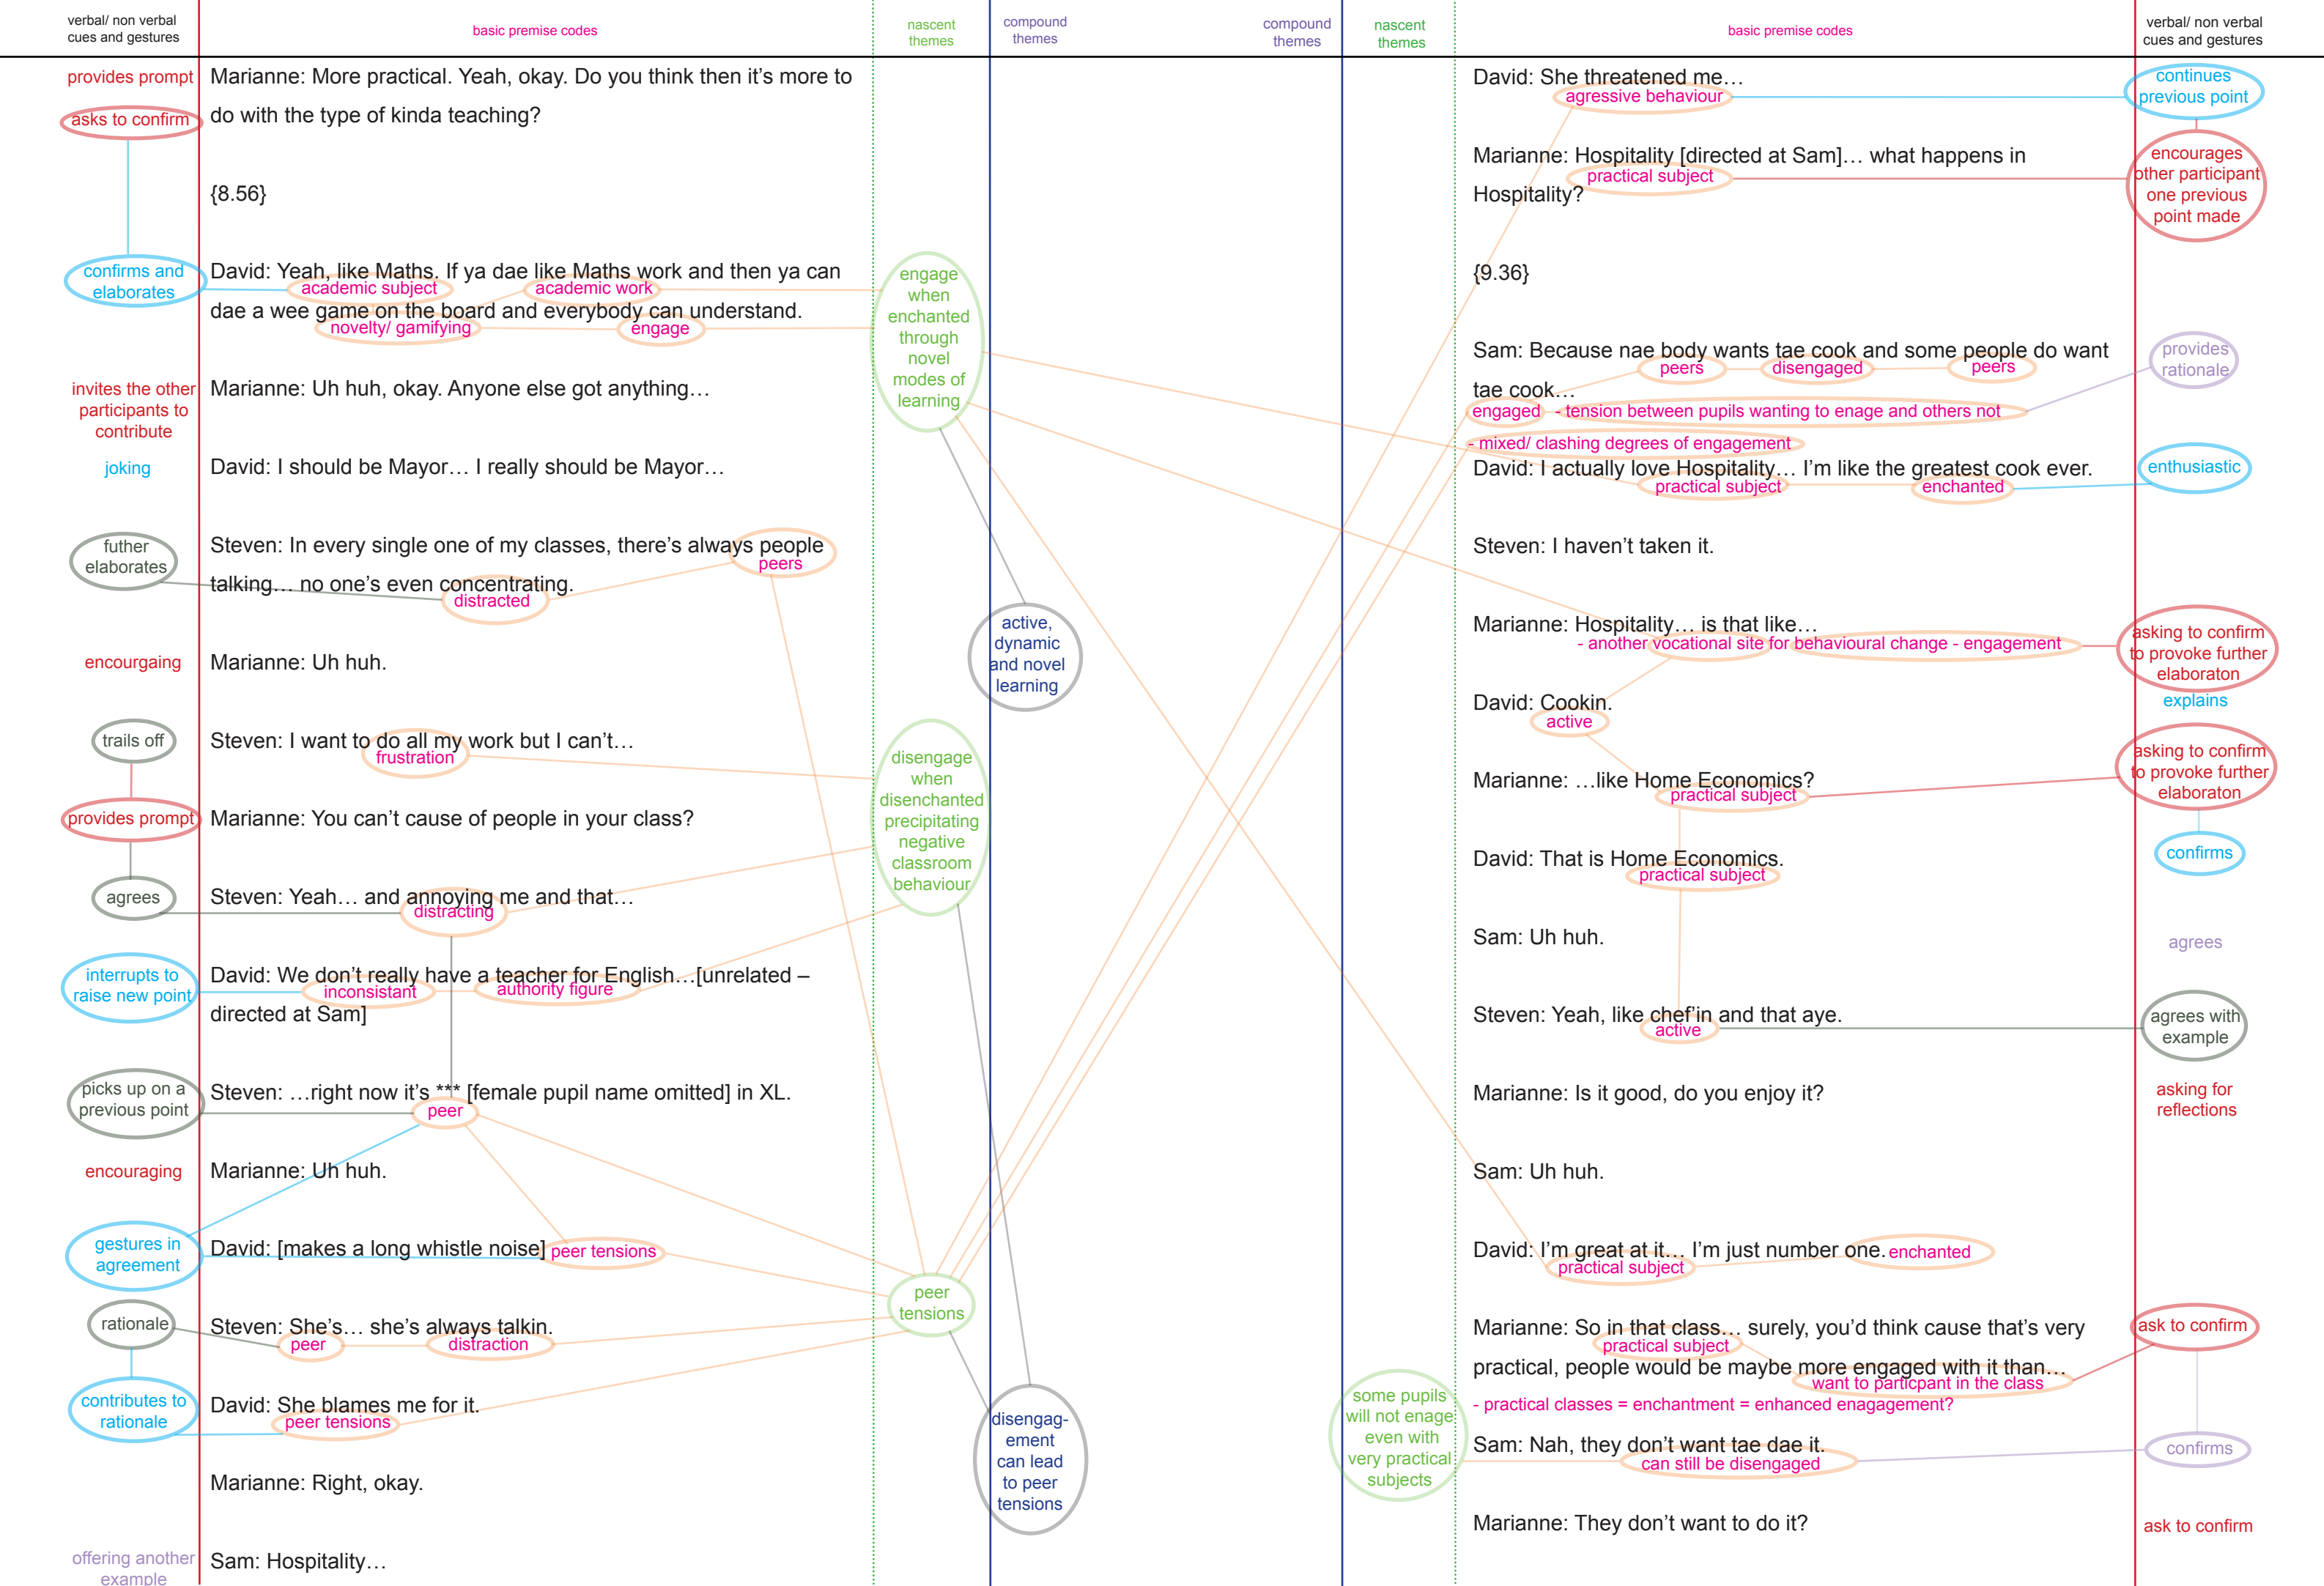 verbal/ non verbal
cues and gestures
basic premise codes
nascent
themes
compound
themes
provides prompt
Marianne: More practical. Yeah, okay. Do you think then it’s more to
asks to confirm
do with the type of kinda teaching?
{8.56}
confirms and
elaborates
David: Yeah, like Maths. If ya dae like Maths work and then ya can
academic subject
academic work
dae a wee game on the board and everybody can understand.
novelty/ gamifying
engage
engage
when
enchanted
through
novel
modes of
learning
invites the other
participants to
contribute
Marianne: Uh huh, okay. Anyone else got anything…
joking
David: I should be Mayor… I really should be Mayor…
futher
elaborates
Steven: In every single one of my classes, there’s always people
peers
talking… no one’s even concentrating.
distracted
active,
dynamic
and novel
learning
encourgaing
Marianne: Uh huh.
trails off
Steven: I want to do all my work but I can’t…
frustration
disengage
when
disenchanted
precipitating
negative
classroom
behaviour
provides prompt
Marianne: You can’t cause of people in your class?
agrees
Steven: Yeah… and annoying me and that…
distracting
interrupts to
raise new point
David: We don’t really have a teacher for English…[unrelated –
inconsistant
authority figure
directed at Sam]
picks up on a
previous point
Steven: …right now it’s *** [female pupil name omitted] in XL.
peer
encouraging
Marianne: Uh huh.
gestures in
agreement
David: [makes a long whistle noise]
peer tensions
peer
tensions
rationale
Steven: She’s… she’s always talkin.
peer
distraction
contributes to
rationale
David: She blames me for it.
peer tensions
disengag-
ement
can lead
to peer
tensions
Marianne: Right, okay.
offering another
example
Sam: Hospitality…
compound
themes
nascent
themes
basic premise codes
verbal/ non verbal
cues and gestures
David: She threatened me…
agressive behaviour
continues
previous point
Marianne: Hospitality [directed at Sam]… what happens in
practical subject
Hospitality?
encourages
other participant
one previous
point made
{9.36}
Sam: Because nae body wants tae cook and some people do want
peers
disengaged
peers
provides
rationale
tae cook…
engaged
- tension between pupils wanting to enage and others not
- mixed/ clashing degrees of engagement
David: I actually love Hospitality… I’m like the greatest cook ever.
practical subject
enchanted
enthusiastic
Steven: I haven’t taken it.
Marianne: Hospitality… is that like…
- another vocational site for behavioural change - engagement
asking to confirm
to provoke further
elaboraton
David: Cookin.
active
explains
Marianne: …like Home Economics?
practical subject
asking to confirm
to provoke further
elaboraton
David: That is Home Economics.
practical subject
confirms
Sam: Uh huh.
agrees
Steven: Yeah, like chef’in and that aye.
active
agrees with
example
Marianne: Is it good, do you enjoy it?
asking for
reflections
Sam: Uh huh.
David: I’m great at it… I’m just number one.
enchanted
practical subject
Marianne: So in that class… surely, you’d think cause that’s very
practical subject
ask to confirm
practical, people would be maybe more engaged with it than…
want to particpant in the class
- practical classes = enchantment = enhanced enagagement?
some pupils
will not enage
even with
very practical
subjects
Sam: Nah, they don’t want tae dae it.
can still be disengaged
confirms
Marianne: They don’t want to do it?
ask to confirm